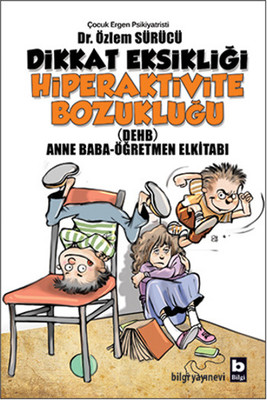 Çocuk Ergen Psikiyatristi
Dr. Özlem SÜRÜCÜ
DİKKAT EKSİKLİĞİ
HİPERAKTİVİTE
BOZUKLUĞU
(DEHB)
ANNE BABA-ÖĞRETMEN ELKİTABI
b
Bilgi
bilgi yayınevi